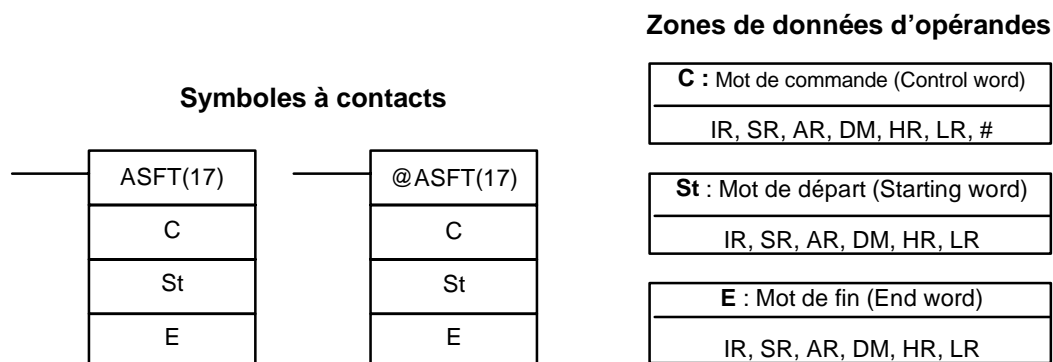 Zones de données d’opérandes
Symboles à contacts
C : Mot de commande (Control word)
IR, SR, AR, DM, HR, LR, #
St : Mot de départ (Starting word)
IR, SR, AR, DM, HR, LR
E : Mot de fin (End word)
IR, SR, AR, DM, HR, LR
ASFT(17)
C
St
E
@ASFT(17)
C
St
E